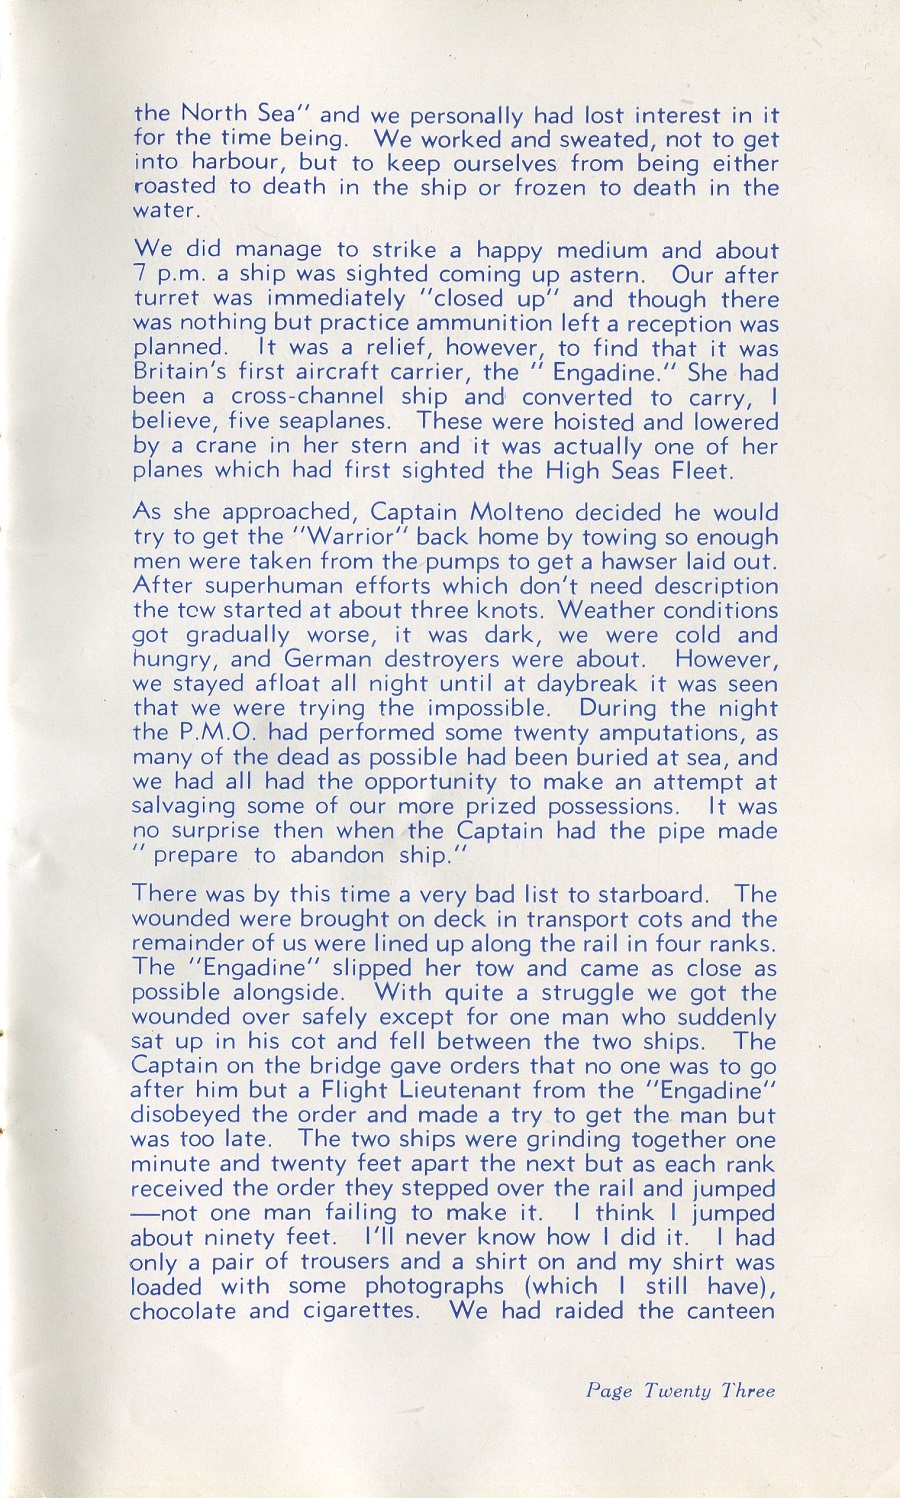 the North Sea" and we personally had lost interest in it
for the time being. We worked and sweated, not to get
into harbour, but to keep ourselves from being either
roasted to death in the ship or frozen to death in the
water.
We did manage to strike a happy medium and about
7 p.m. a ship was sighted coming up astern. Our after
turret was immediately "closed up" and though there
was nothing but practice ammunition left a reception was
planned. It was a relief, however, to find that it was
Britain's first aircraft carrier, the " Engadine." She had
been a cross-channel ship and converted to carry, I
believe, five seaplanes. These were hoisted and lowered
by a crane in her stern and it was actually one of her
planes which had first sighted the High Seas Fleet.
As she approached, Captain Molteno decided he would
try to get the "Warrior" back home by towing so enough
men were taken from the pumps to get a hawser laid out.
After superhuman efforts which don't need description
the tow started at about three knots. Weather conditions
got gradually worse, it was dark, we were cold and
hungry, and German destroyers were about. However,
we stayed afloat all night until at daybreak it was seen
that we were trying the impossible. During the night
the P.M.O. had performed some twenty amputations, as
many of the dead as possible had been buried at sea, and
we had all had the opportunity to make an attempt at
salvaging some of our more prized possessions. It was
no surprise then when the Captain had the pipe made
" prepare to abandon ship."
There was by this time a very bad list to starboard. The
wounded were brought on deck in transport cots and the
remainder of us were lined up along the rail in four ranks.
The "Engadine" slipped her tow and came as close as
possible alongside. With quite a struggle we got the
wounded over safely except for one man who suddenly
sat up in his cot and fell between the two ships. The
Captain on the bridge gave orders that no one was to go
after him but a Flight Lieutenant from the "Engadine"
disobeyed the order and made a try to get the man but
was too late. The two ships were grinding together one
minute and twenty feet apart the next but as each rank
received the order they stepped over the rail and jumped
—not one man failing to make it. I think I jumped
about ninety feet. I'll never know how I did it. I had
only a pair of trousers and a shirt on and my shirt was
loaded with some photographs (which I still have),
chocolate and cigarettes. We had raided the canteen
Page Twenty Three